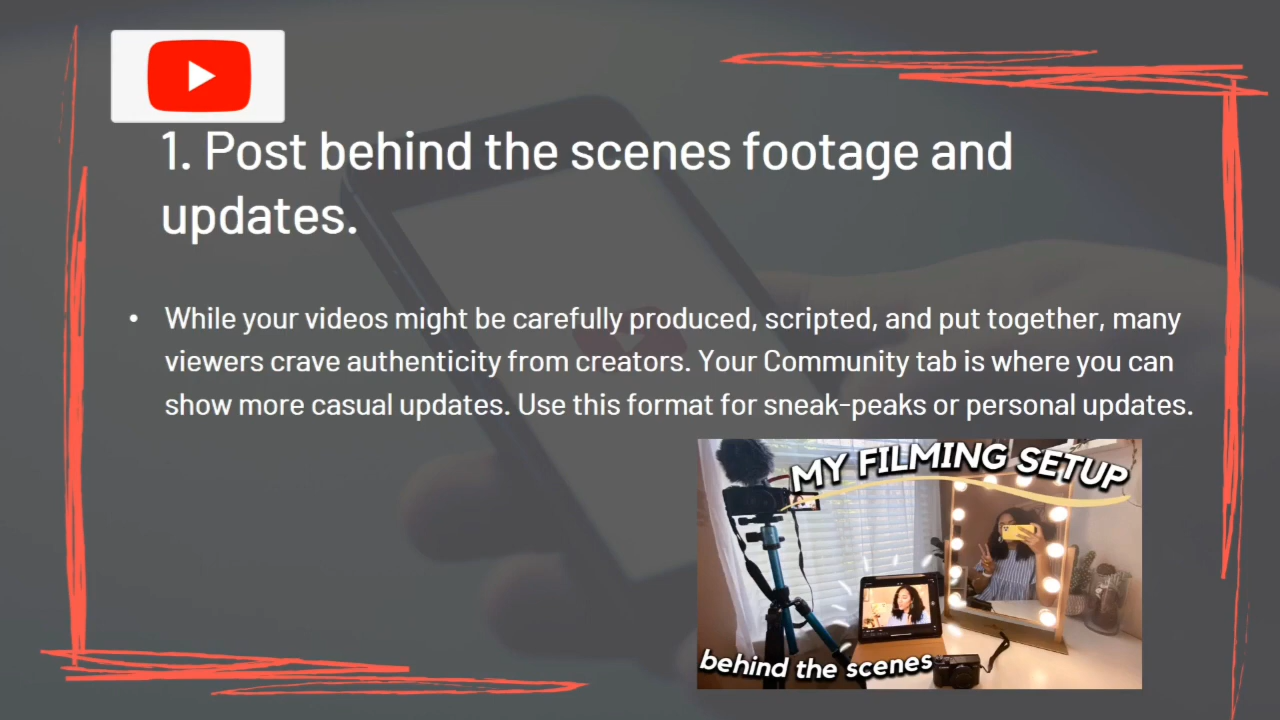 1. Post behind the scenes footage and
updates.
• While your videos might be carefully produced, scripted, and put together, many
viewers crave authenticity from creators. Your Community tab is where you can
show more casual updates. Use this format for sneak-peaks or personal updates.
MY FILMING SETUP
behind the scenes